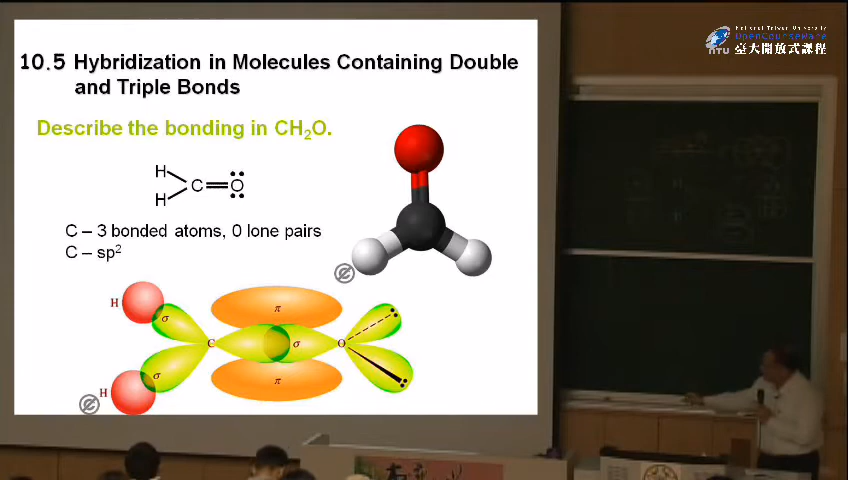 10.5 Hybridization in Molecules Containing Double
and Triple Bonds
Describe the bonding in CH₂O.
H
C
O
H
C – 3 bonded atoms, 0 lone pairs
C – sp²
H
σ
π
C
σ
O
σ
π
H
National Taiwan University
OpenCourseWare
臺大開放式課程
NTU